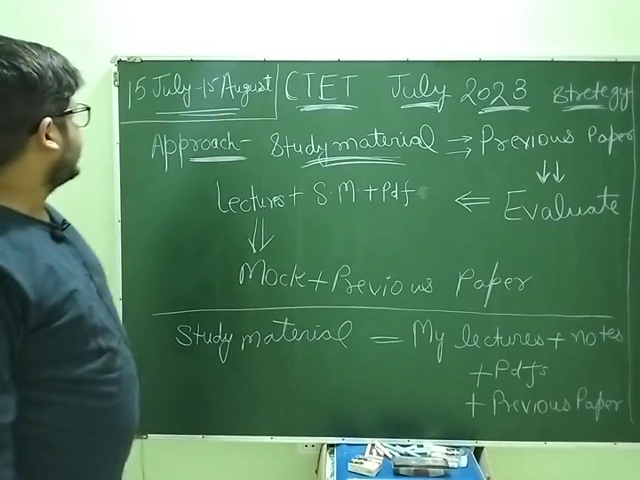 15 July-15 August CTET July 2023 Stretegy
Approach- Study material ⇒ Previous Paper
⇓
Lectures + S.M. + Pdf ⇐ Evaluate
⇓
Mock + Previous Paper
Study material = My lectures + notes
+ Pdfs
+ Previous Paper